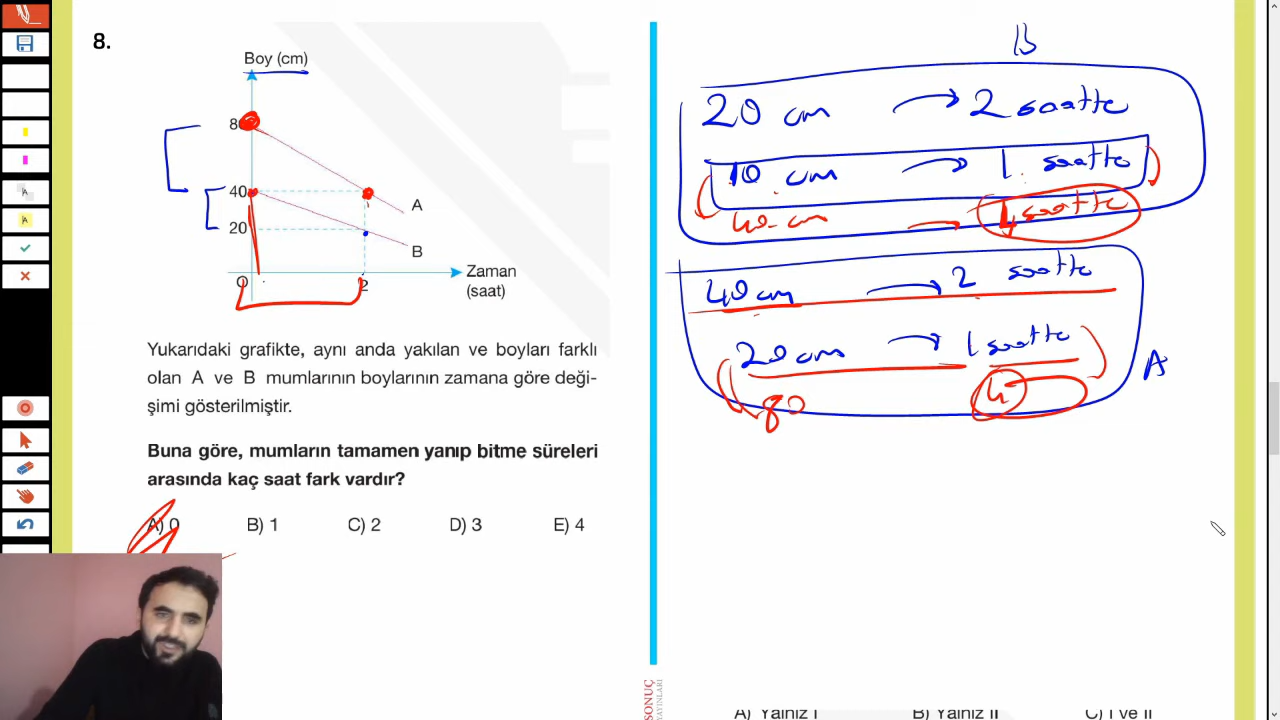 8.
Boy (cm)
8
40
20
O
2
A
B
Zaman
(saat)
Yukarıdaki grafikte, aynı anda yakılan ve boyları farklı
olan A ve B mumlarının boylarının zamana göre deği-
şimi gösterilmiştir.
Buna göre, mumların tamamen yanıp bitme süreleri
arasında kaç saat fark vardır?
A) 0 B) 1 C) 2 D) 3 E) 4
B
20 cm → 2 saatte
10 cm → 1 saatte
40 cm → 4 saatte
40 cm → 2 saatte
20 cm → 1 saatte
80 4
A
SONUÇ
YAYINLARI
A) Yalnız I B) Yalnız II C) I ve II